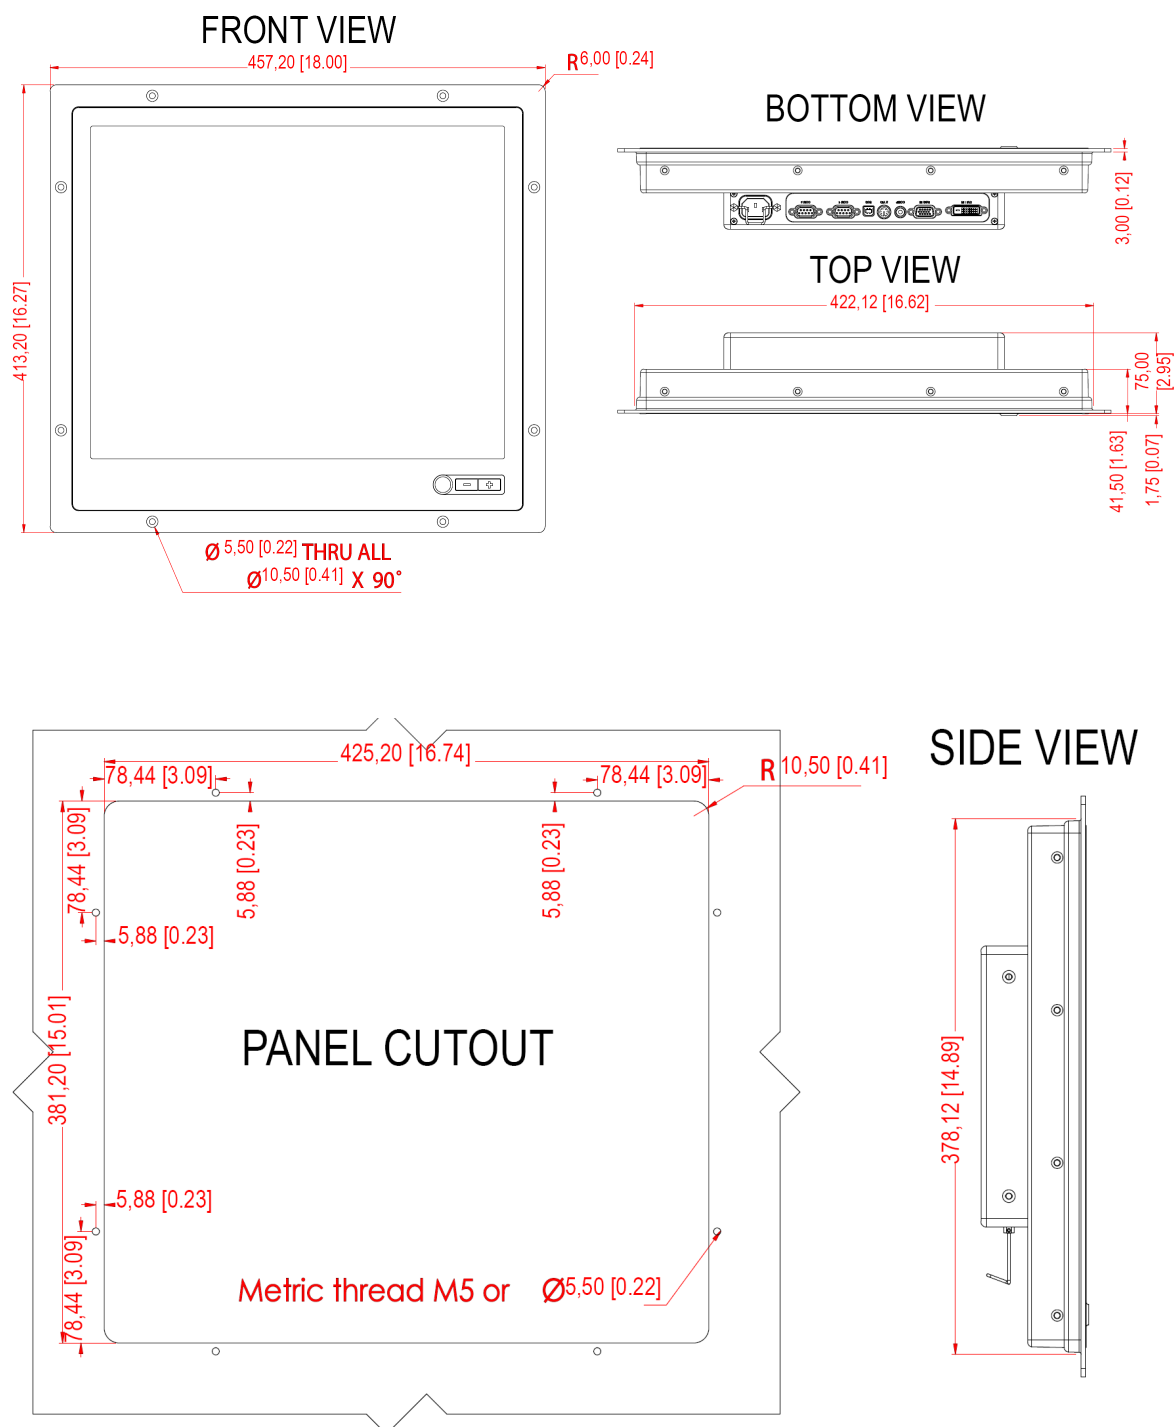 FRONT VIEW
457,20 [18.00]
R6,00 [0.24]
413,20 [16.27]
Ø 5,50 [0.22] THRU ALL
Ø10,50 [0.41] X 90°
BOTTOM VIEW
3,00 [0.12]
TOP VIEW
422,12 [16.62]
75,00
[2.95]
41,50 [1.63]
1,75 [0.07]
425,20 [16.74]
78,44 [3.09]
78,44 [3.09]
R 10,50 [0.41]
78,44 [3.09]
5,88 [0.23]
5,88 [0.23]
5,88 [0.23]
381,20 [15.01]
PANEL CUTOUT
5,88 [0.23]
78,44 [3.09]
Metric thread M5 or Ø5,50 [0.22]
SIDE VIEW
378,12 [14.89]